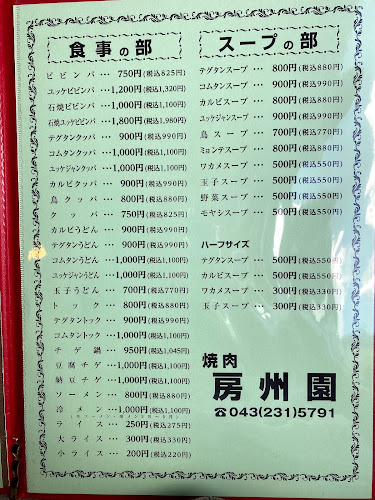 食事の部
ビビンバ … 750円(税込825円)
ユッケビビンバ … 1,200円(税込1,320円)
石焼ビビンバ … 1,000円(税込1,100円)
石焼ユッケビビンバ … 1,800円(税込1,980円)
テグタンクッパ … 900円(税込990円)
コムタンクッパ … 1,000円(税込1,100円)
ユッケジャンクッパ … 1,000円(税込1,100円)
カルビクッパ … 900円(税込990円)
鳥クッパ … 800円(税込880円)
クッパ … 750円(税込825円)
カルビうどん … 900円(税込990円)
テグタンうどん … 900円(税込990円)
コムタンうどん … 1,000円(税込1,100円)
ユッケジャンうどん … 1,000円(税込1,100円)
玉子うどん … 700円(税込770円)
トック … 800円(税込880円)
テグタントック … 900円(税込990円)
コムタントック … 1,000円(税込1,100円)
チゲ鍋 … 950円(税込1,045円)
豆腐チゲ … 1,000円(税込1,100円)
納豆チゲ … 1,000円(税込1,100円)
ソーメン … 800円(税込880円)
冷メン … 1,000円(税込1,100円)
ライス … 250円(税込275円)
大ライス … 300円(税込330円)
小ライス … 200円(税込220円)
スープの部
テグタンスープ … 800円(税込880円)
コムタンスープ … 900円(税込990円)
カルビスープ … 800円(税込880円)
ユッケジャンスープ … 900円(税込990円)
鳥スープ … 700円(税込770円)
ミョンテスープ … 800円(税込880円)
ワカメスープ … 500円(税込550円)
玉子スープ … 500円(税込550円)
野菜スープ … 500円(税込550円)
モヤシスープ … 500円(税込550円)
ハーフサイズ
テグタンスープ … 500円(税込550円)
カルビスープ … 500円(税込550円)
ワカメスープ … 300円(税込330円)
玉子スープ … 300円(税込330円)
焼肉
房州園
☎043(231)5791